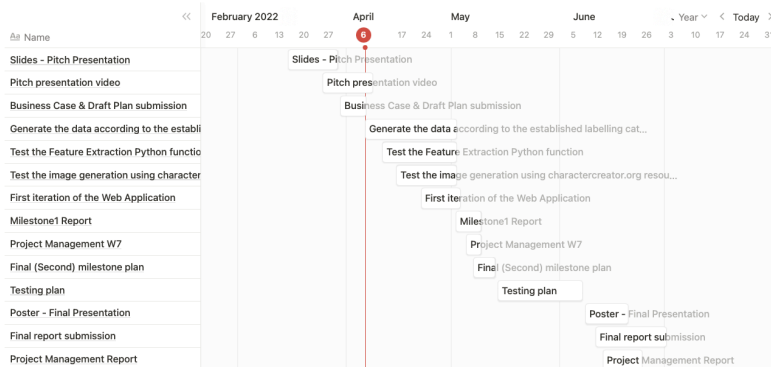 February 2022 April May June Year Today
Aa Name 20 27 6 13 20 27 6 17 24 1 8 15 22 29 5 12 19 26 3 10 17 24 31
Slides - Pitch Presentation Slides - Pitch Presentation
Pitch presentation video Pitch presentation video
Business Case & Draft Plan submission Business Case & Draft Plan submission
Generate the data according to the establi Generate the data according to the established labelling cat...
Test the Feature Extraction Python functio Test the Feature Extraction Python function
Test the image generation using character Test the image generation using charactercreator.org resou...
First iteration of the Web Application First iteration of the Web Application
Milestone1 Report Milestone1 Report
Project Management W7 Project Management W7
Final (Second) milestone plan Final (Second) milestone plan
Testing plan Testing plan
Poster - Final Presentation Poster - Final Presentation
Final report submission Final report submission
Project Management Report Project Management Report